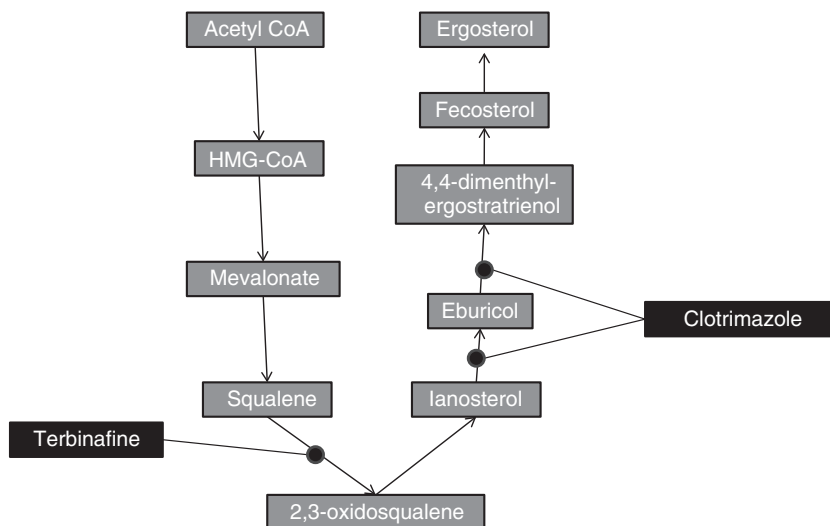 Acetyl CoA
HMG-CoA
Mevalonate
Squalene
Terbinafine
2,3-oxidosqualene
Ianosterol
Eburicol
Clotrimazole
4,4-dimenthyl-
ergostratrienol
Fecosterol
Ergosterol